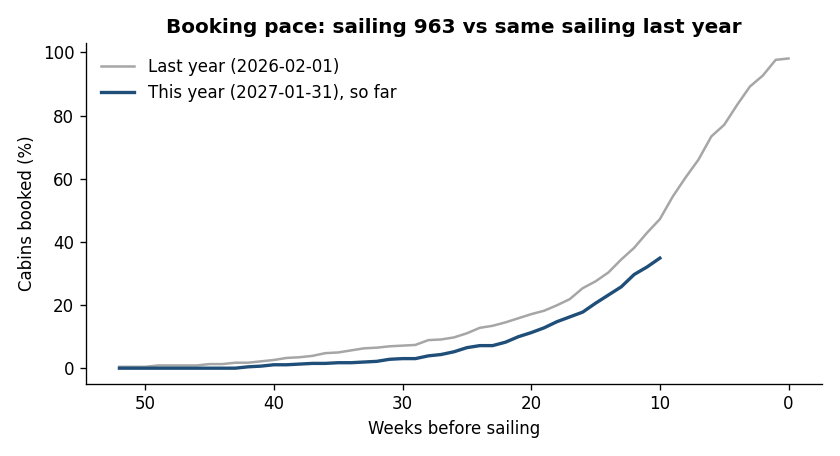 Booking pace: sailing 963 vs same sailing last year
Last year (2026-02-01)
This year (2027-01-31), so far
Cabins booked (%)
100
80
60
40
20
0
50 40 30 20 10 0
Weeks before sailing